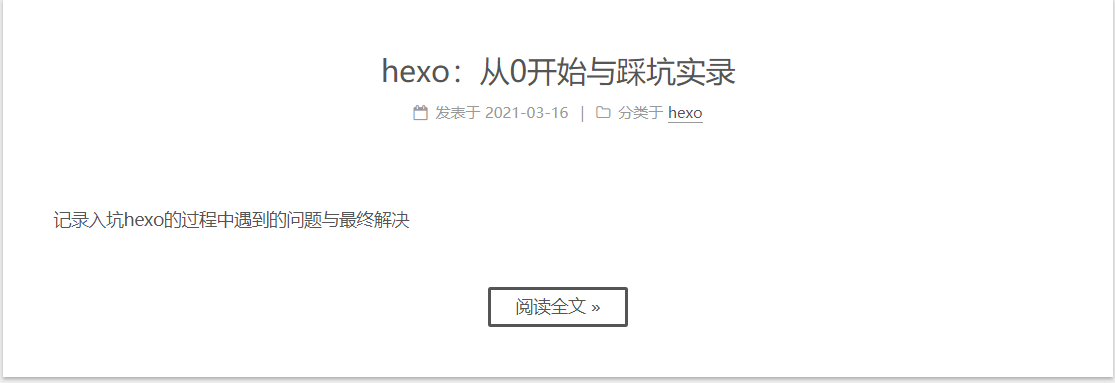 hexo：从0开始与踩坑实录
发表于 2021-03-16 | 分类于 hexo
记录入坑hexo的过程中遇到的问题与最终解决
阅读全文 »